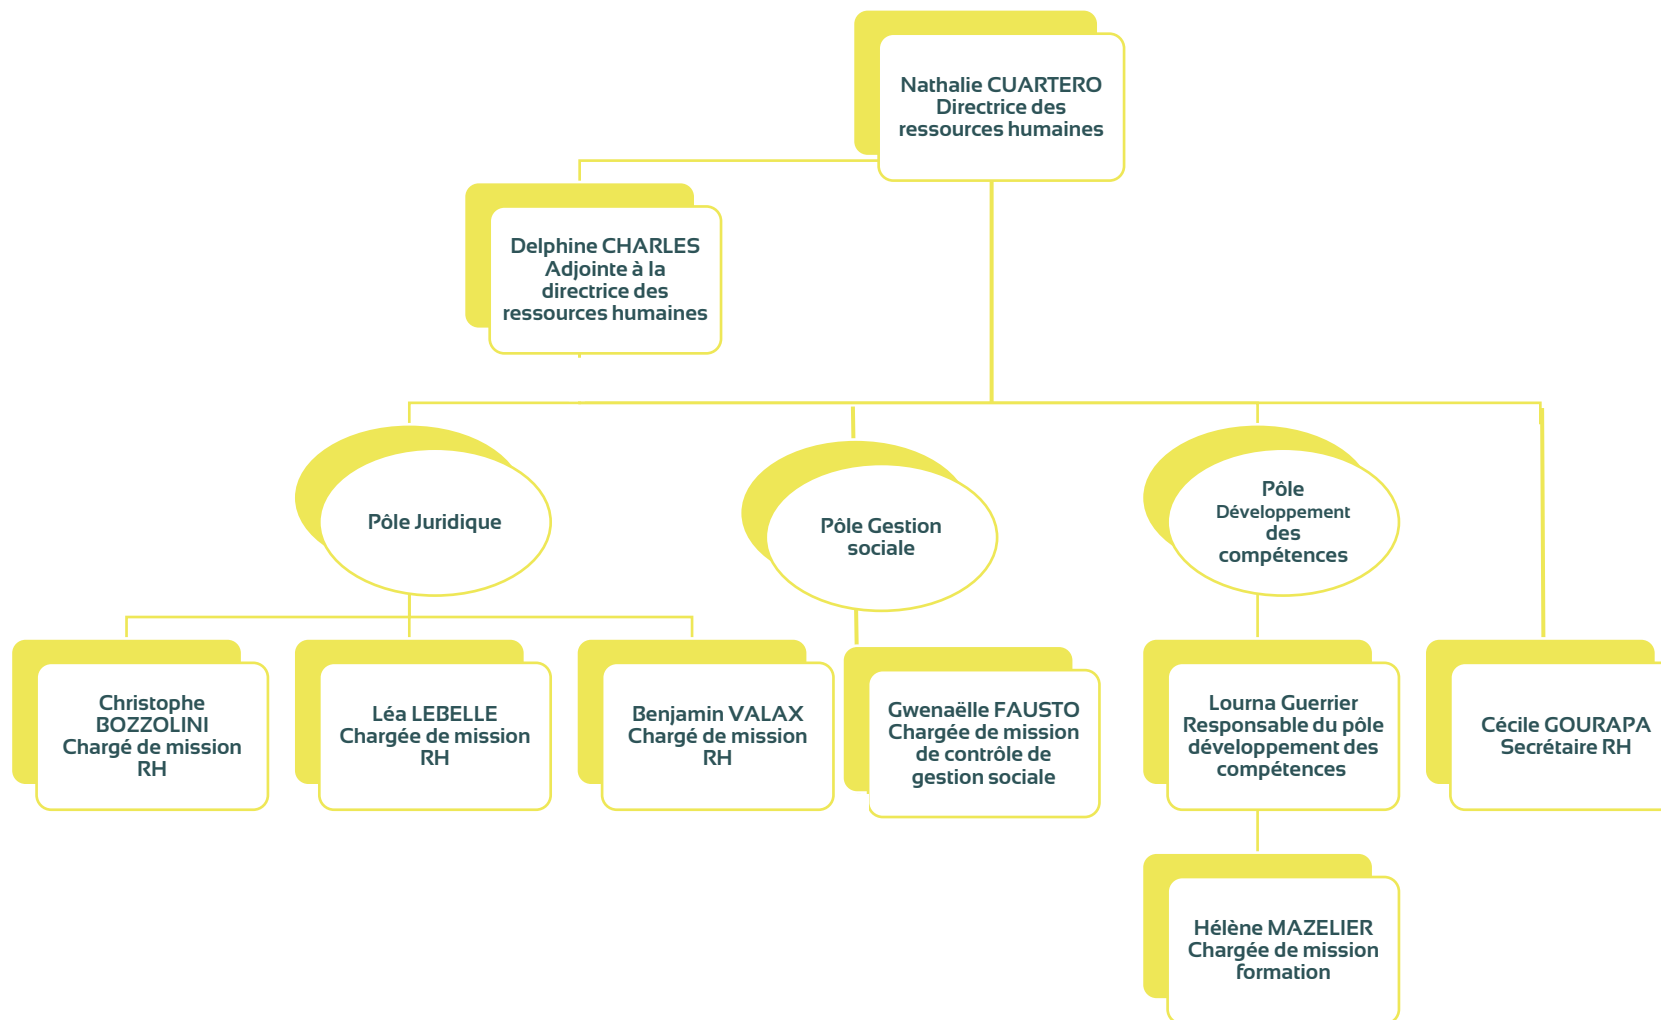 Nathalie CUARTERO
Directrice des
ressources humaines
Delphine CHARLES
Adjointe à la
directrice des
ressources humaines
Pôle Juridique
Pôle Gestion
sociale
Pôle
Développement
des
compétences
Christophe
BOZZOLINI
Chargé de mission
RH
Léa LEBELLE
Chargée de mission
RH
Benjamin VALAX
Chargé de mission
RH
Gwenaëlle FAUSTO
Chargée de mission
de contrôle de
gestion sociale
Lourna Guerrier
Responsable du pôle
développement des
compétences
Cécile GOURAPA
Secrétaire RH
Hélène MAZELIER
Chargée de mission
formation